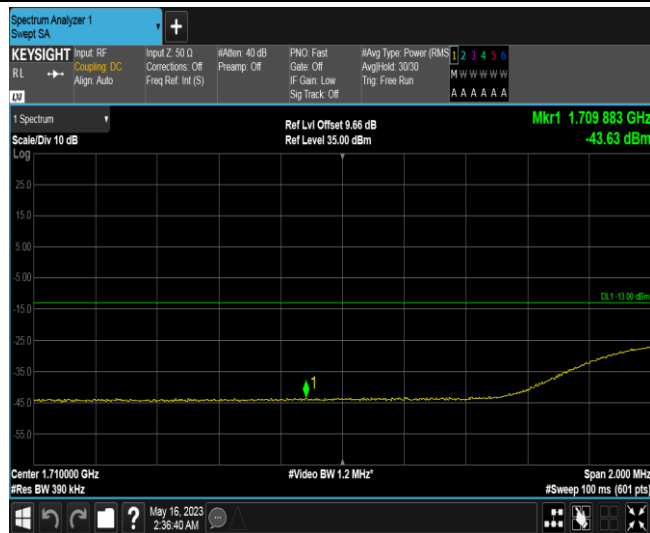 Spectrum Analyzer 1
Swept SA
+
KEYSIGHT
RL
LXI
Input: RF
Coupling: DC
Align: Auto
Input Z: 50 Ω
Corrections: Off
Freq Ref: Int (S)
#Atten: 40 dB
Preamp: Off
PNO: Fast
Gate: Off
IF Gain: Low
Sig Track: Off
#Avg Type: Power (RMS
Avg|Hold: 30/30
Trig: Free Run
1 2 3 4 5 6
M W W W W W
A A A A A A
1 Spectrum
Scale/Div 10 dB
Ref Lvl Offset 9.66 dB
Ref Level 35.00 dBm
Mkr1 1.709 883 GHz
-43.63 dBm
Log
25.0
15.0
5.00
-5.00
DL1 -13.00 dBm
-15.0
-25.0
-35.0
1
-45.0
-55.0
Center 1.710000 GHz
#Video BW 1.2 MHz*
Span 2.000 MHz
#Res BW 390 kHz
#Sweep 100 ms (601 pts)
?
May 16, 2023
2:36:40 AM